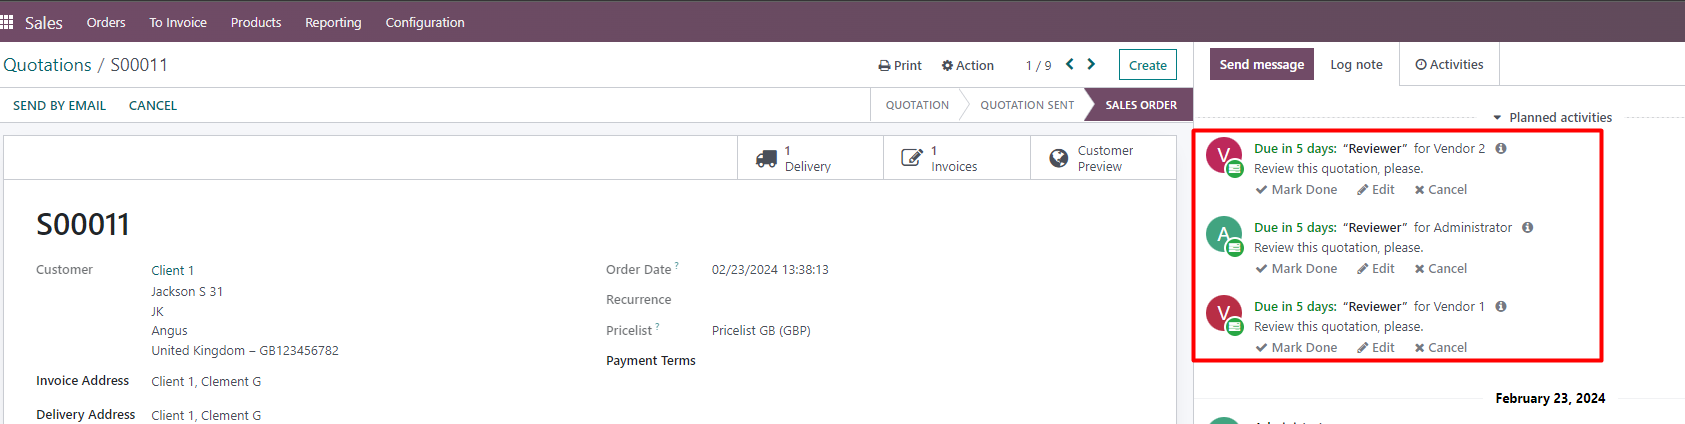 Sales Orders To Invoice Products Reporting Configuration
Quotations / S00011 Print Action 1 / 9 Create
SEND BY EMAIL CANCEL QUOTATION QUOTATION SENT SALES ORDER
1 Delivery
1 Invoices
Customer Preview
S00011
Customer Client 1
Jackson S 31
JK
Angus
United Kingdom – GB123456782
Invoice Address Client 1, Clement G
Delivery Address Client 1, Clement G
Order Date ? 02/23/2024 13:38:13
Recurrence
Pricelist ? Pricelist GB (GBP)
Payment Terms
Send message Log note Activities
Planned activities
V
Due in 5 days: “Reviewer” for Vendor 2
Review this quotation, please.
Mark Done Edit Cancel
A
Due in 5 days: “Reviewer” for Administrator
Review this quotation, please.
Mark Done Edit Cancel
V
Due in 5 days: “Reviewer” for Vendor 1
Review this quotation, please.
Mark Done Edit Cancel
February 23, 2024